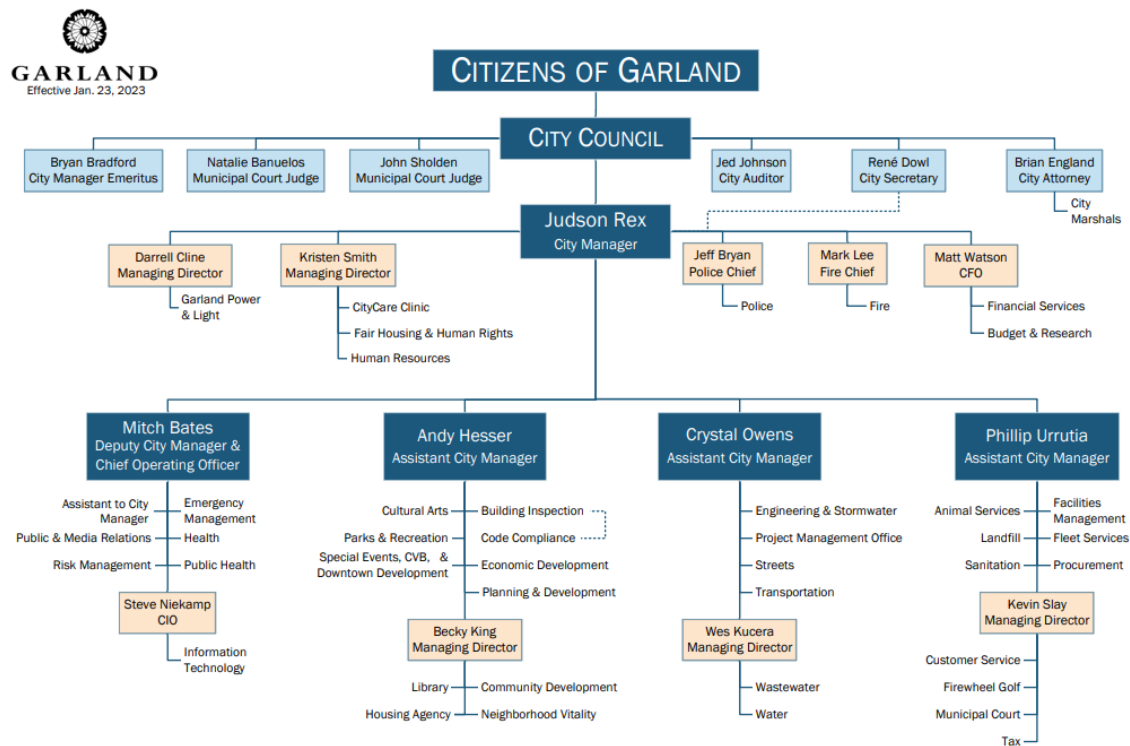 GARLAND
Effective Jan. 23, 2023
CITIZENS OF GARLAND
CITY COUNCIL
Bryan Bradford
City Manager Emeritus
Natalie Banuelos
Municipal Court Judge
John Sholden
Municipal Court Judge
Jed Johnson
City Auditor
René Dowl
City Secretary
Brian England
City Attorney
City
Marshals
Judson Rex
City Manager
Darrell Cline
Managing Director
Garland Power
& Light
Kristen Smith
Managing Director
CityCare Clinic
Fair Housing & Human Rights
Human Resources
Jeff Bryan
Police Chief
Police
Mark Lee
Fire Chief
Fire
Matt Watson
CFO
Financial Services
Budget & Research
Mitch Bates
Deputy City Manager &
Chief Operating Officer
Assistant to City
Manager
Public & Media Relations
Risk Management
Emergency
Management
Health
Public Health
Steve Niekamp
CIO
Information
Technology
Andy Hesser
Assistant City Manager
Cultural Arts
Parks & Recreation
Special Events, CVB, &
Downtown Development
Building Inspection
Code Compliance
Economic Development
Planning & Development
Becky King
Managing Director
Library
Housing Agency
Community Development
Neighborhood Vitality
Crystal Owens
Assistant City Manager
Engineering & Stormwater
Project Management Office
Streets
Transportation
Wes Kucera
Managing Director
Wastewater
Water
Phillip Urrutia
Assistant City Manager
Animal Services
Landfill
Sanitation
Facilities
Management
Fleet Services
Procurement
Kevin Slay
Managing Director
Customer Service
Firewheel Golf
Municipal Court
Tax